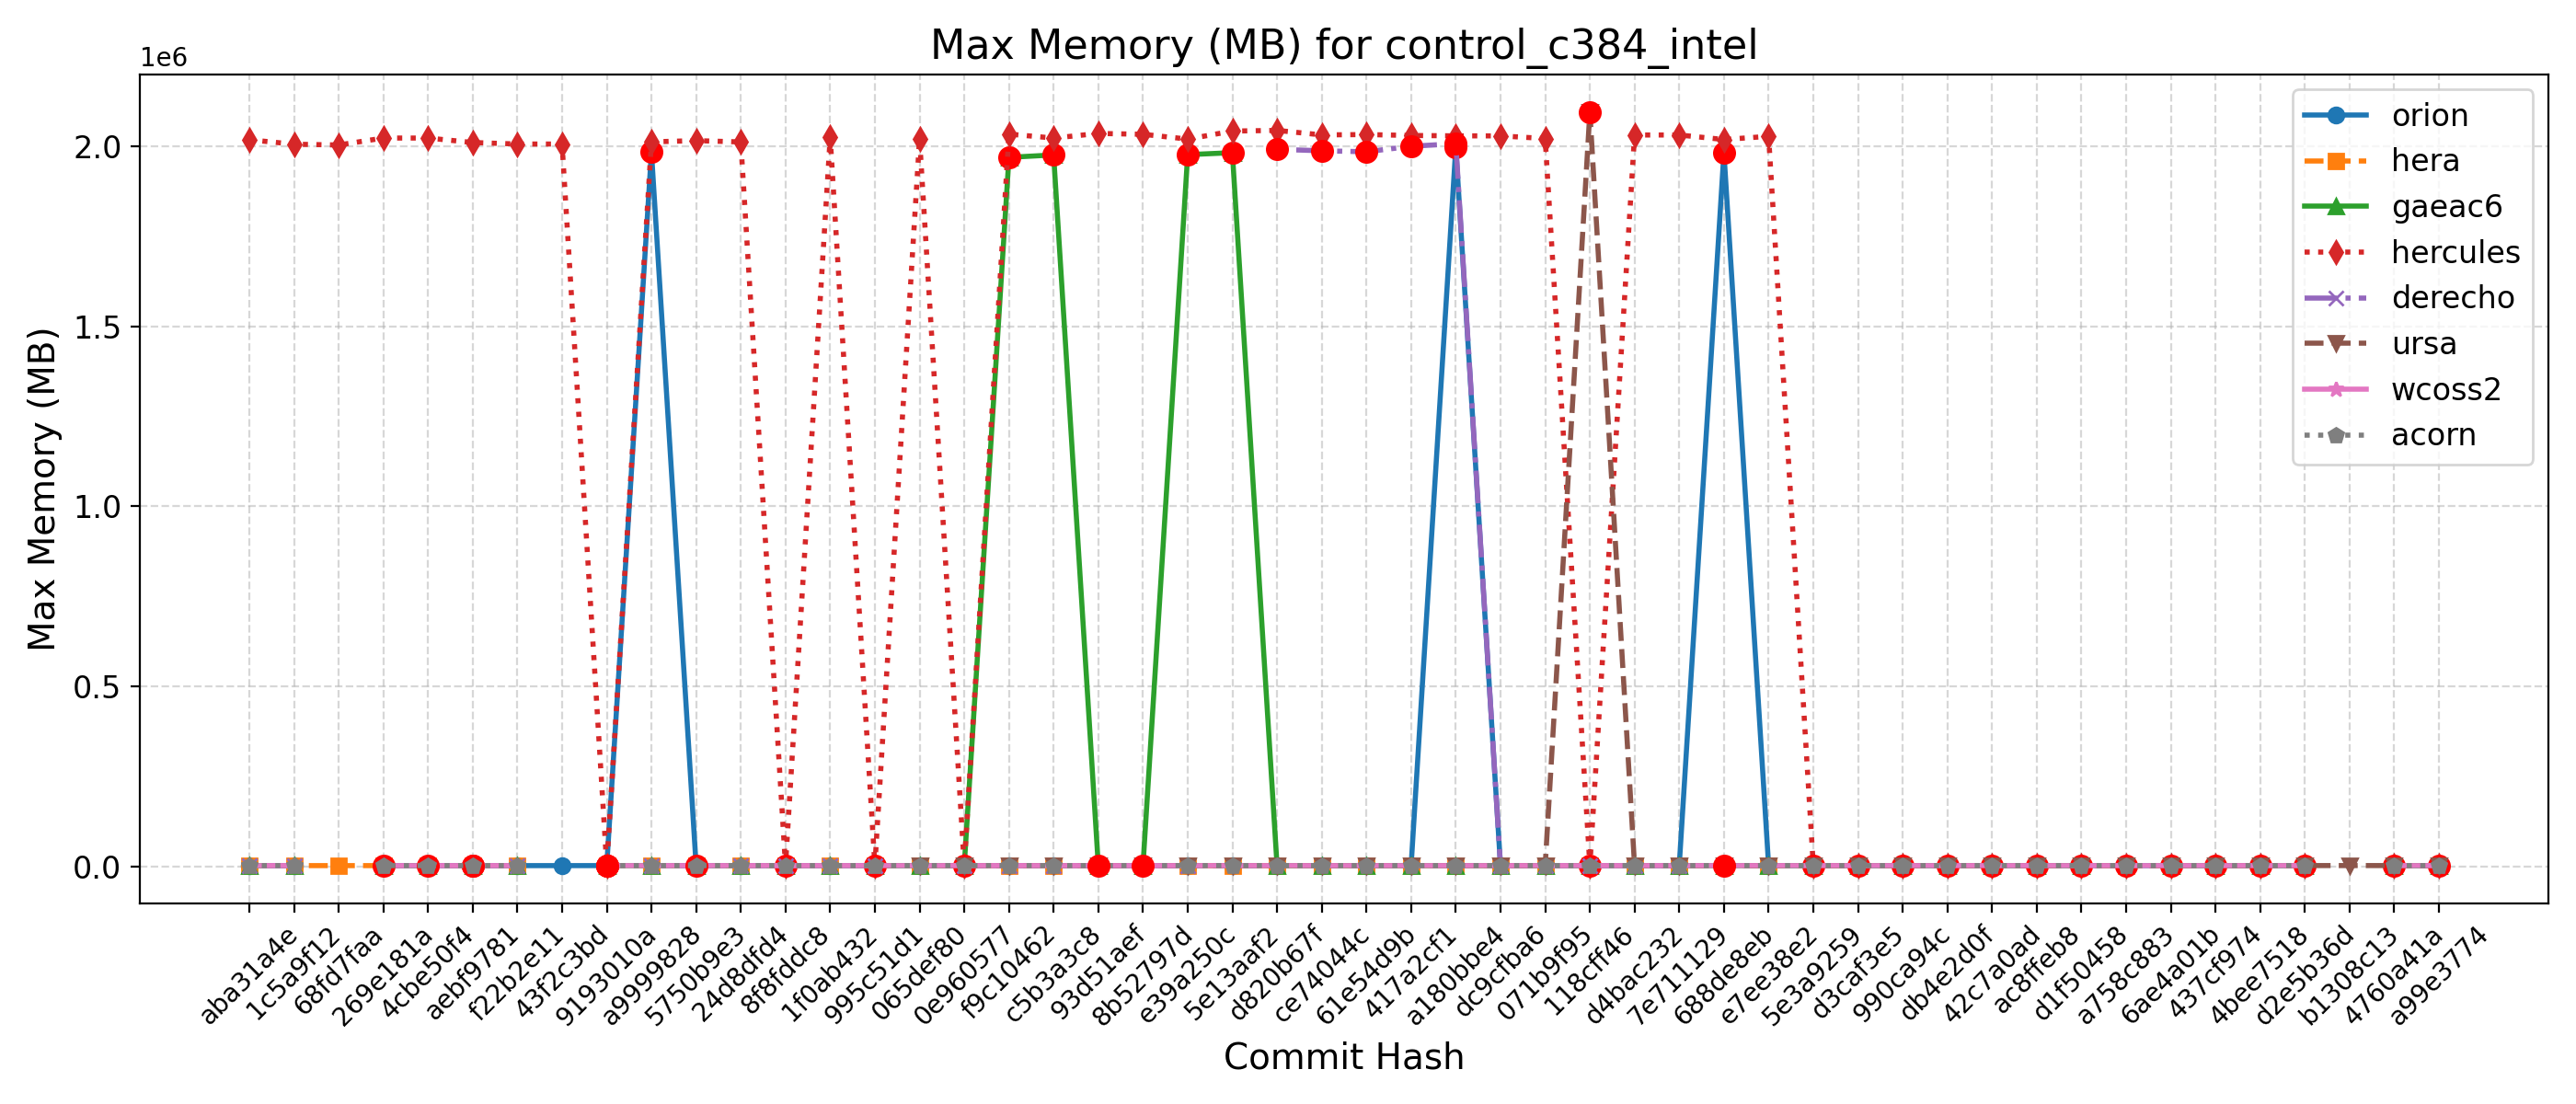 Max Memory (MB) for control_c384_intel
1e6
2.0
1.5
1.0
0.5
0.0
Max Memory (MB)
orion
hera
gaeac6
hercules
derecho
ursa
wcoss2
acorn
aba31a4e
1c5a9f12
68fd7faa
269e181a
4cbe50f4
aebf9781
f22b2e11
43f2c3bd
9193010a
a9999828
5750b9e3
24d8dfd4
8f8fddc8
1f0ab432
995c51d1
065def80
0e960577
f9c10462
c5b3a3c8
93d51aef
8b52797d
e39a250c
5e13aaf2
d820b67f
ce74044c
61e54d9b
417a2cf1
a180bbe4
dc9cfba6
071b9f95
118cff46
d4bac232
7e711129
688de8eb
e7ee38e2
5e3a9259
d3caf3e5
990ca94c
db4e2d0f
42c7a0ad
ac8ffeb8
d1f50458
a758c883
6ae4a01b
437cf974
4bee7518
d2e5b36d
b1308c13
4760a41a
a99e3774
Commit Hash